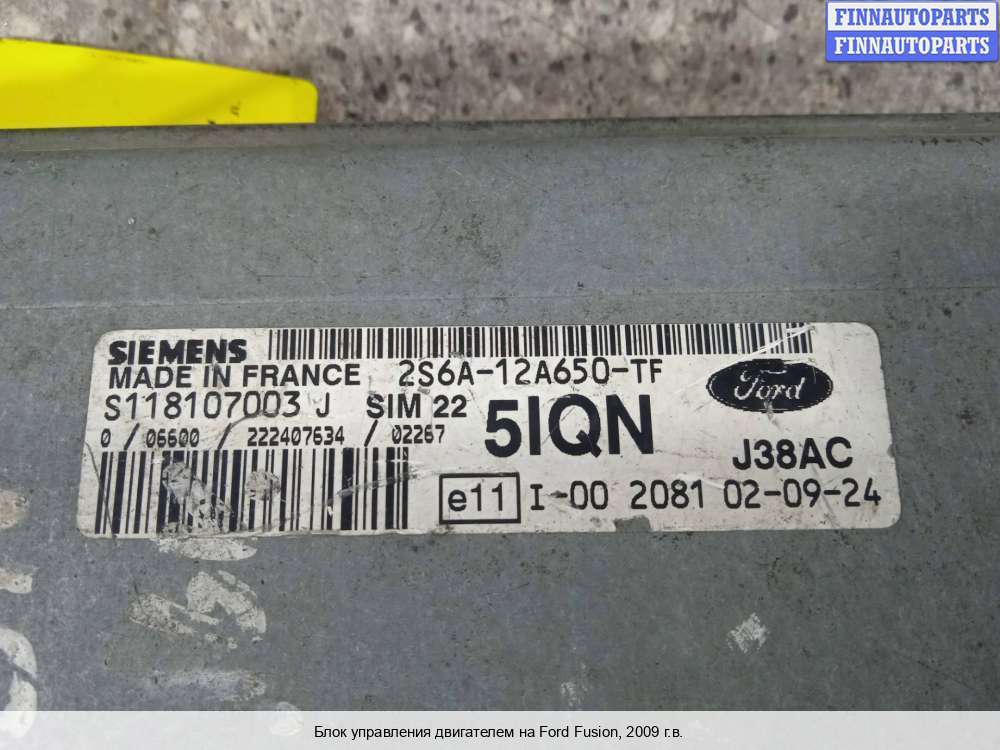 FINNAUTOPARTS
FINNAUTOPARTS
SIEMENS
MADE IN FRANCE 2S6A-12A650-TF
Ford
S118107003 J SIM 22
0 / 06600 / 222407634 / 02267
5IQN
J38AC
e11 I-00 2081 02-09-24
Блок управления двигателем на Ford Fusion, 2009 г.в.